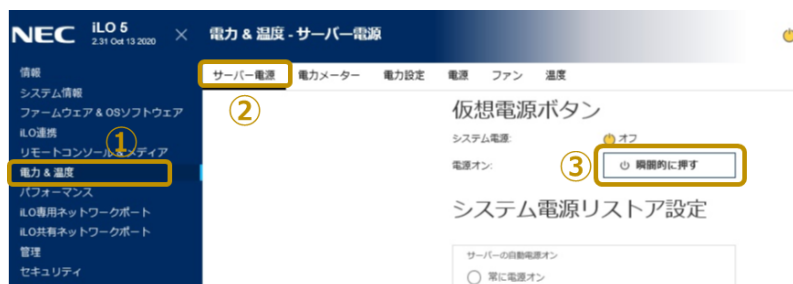 NEC iLO 5
2.31 Oct 13 2020
電力 & 温度 - サーバー電源
情報
システム情報
ファームウェア & OSソフトウェア
iLO連携
リモートコンソール & メディア
電力 & 温度
パフォーマンス
iLO専用ネットワークポート
iLO共有ネットワークポート
管理
セキュリティ
①
サーバー電源 電力メーター 電力設定 電源 ファン 温度
②
仮想電源ボタン
システム電源: オフ
電源オン: ③ 瞬間的に押す
システム電源リストア設定
サーバーの自動電源オン
常に電源オン